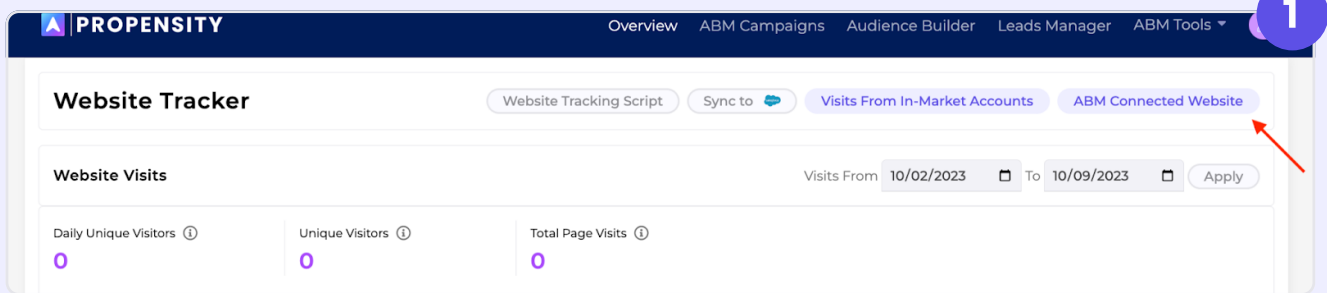 A PROPENSITY
Overview ABM Campaigns Audience Builder Leads Manager ABM Tools
1
Website Tracker
Website Tracking Script Sync to Visits From In-Market Accounts ABM Connected Website
Website Visits
Visits From 10/02/2023 To 10/09/2023 Apply
Daily Unique Visitors Unique Visitors Total Page Visits
0 0 0